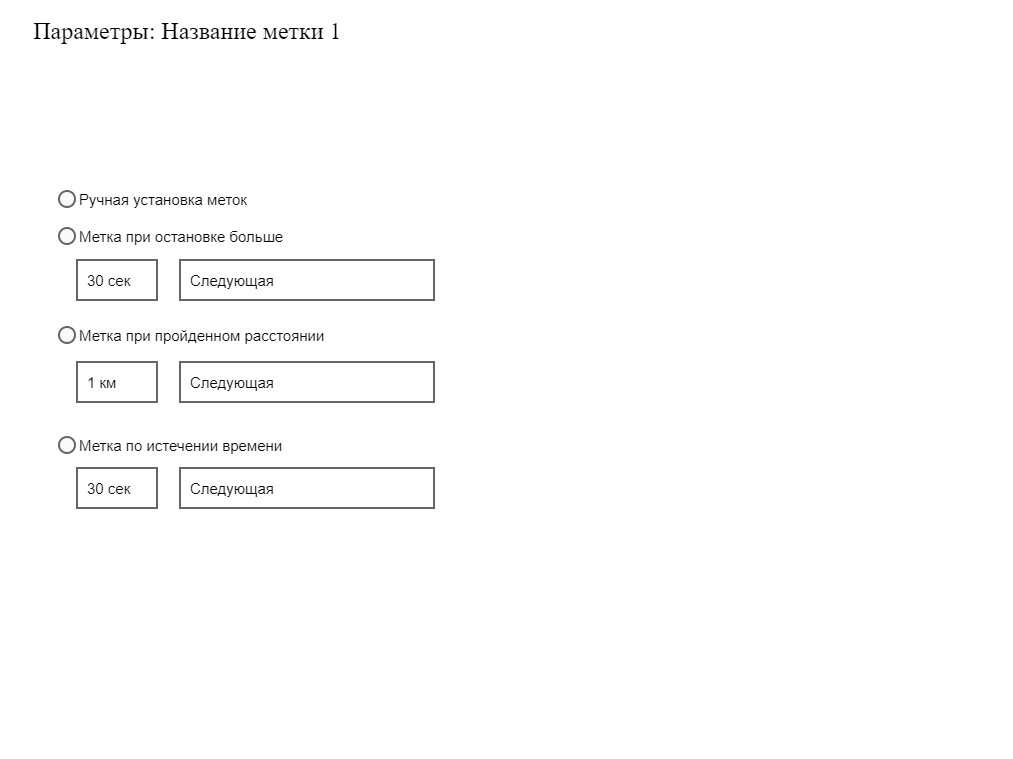 Параметры: Название метки 1
Ручная установка меток
Метка при остановке больше
30 сек Следующая
Метка при пройденном расстоянии
1 км Следующая
Метка по истечении времени
30 сек Следующая